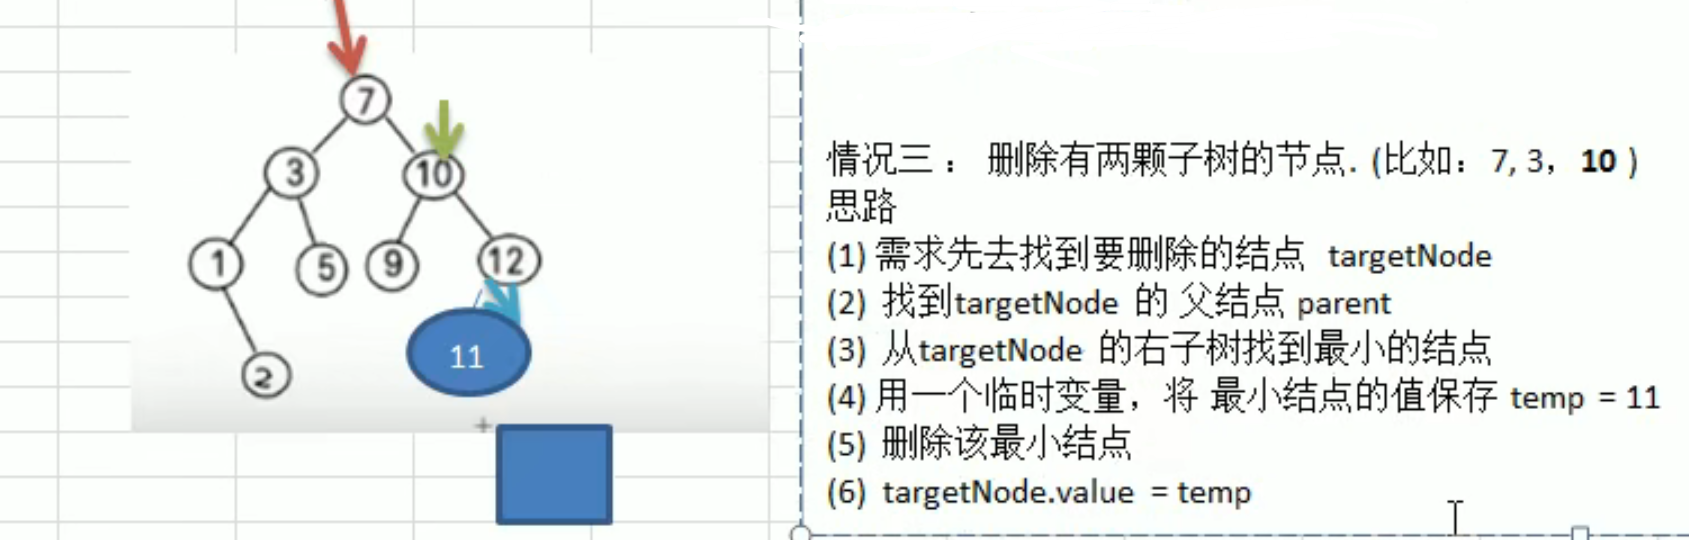 7
3
10
1
5
9
12
11
2
情况三： 删除有两颗子树的节点. (比如：7, 3，10 )
思路
(1) 需求先去找到要删除的结点 targetNode
(2) 找到targetNode 的 父结点 parent
(3) 从targetNode 的右子树找到最小的结点
(4) 用一个临时变量，将 最小结点的值保存 temp = 11
(5) 删除该最小结点
(6) targetNode.value = temp